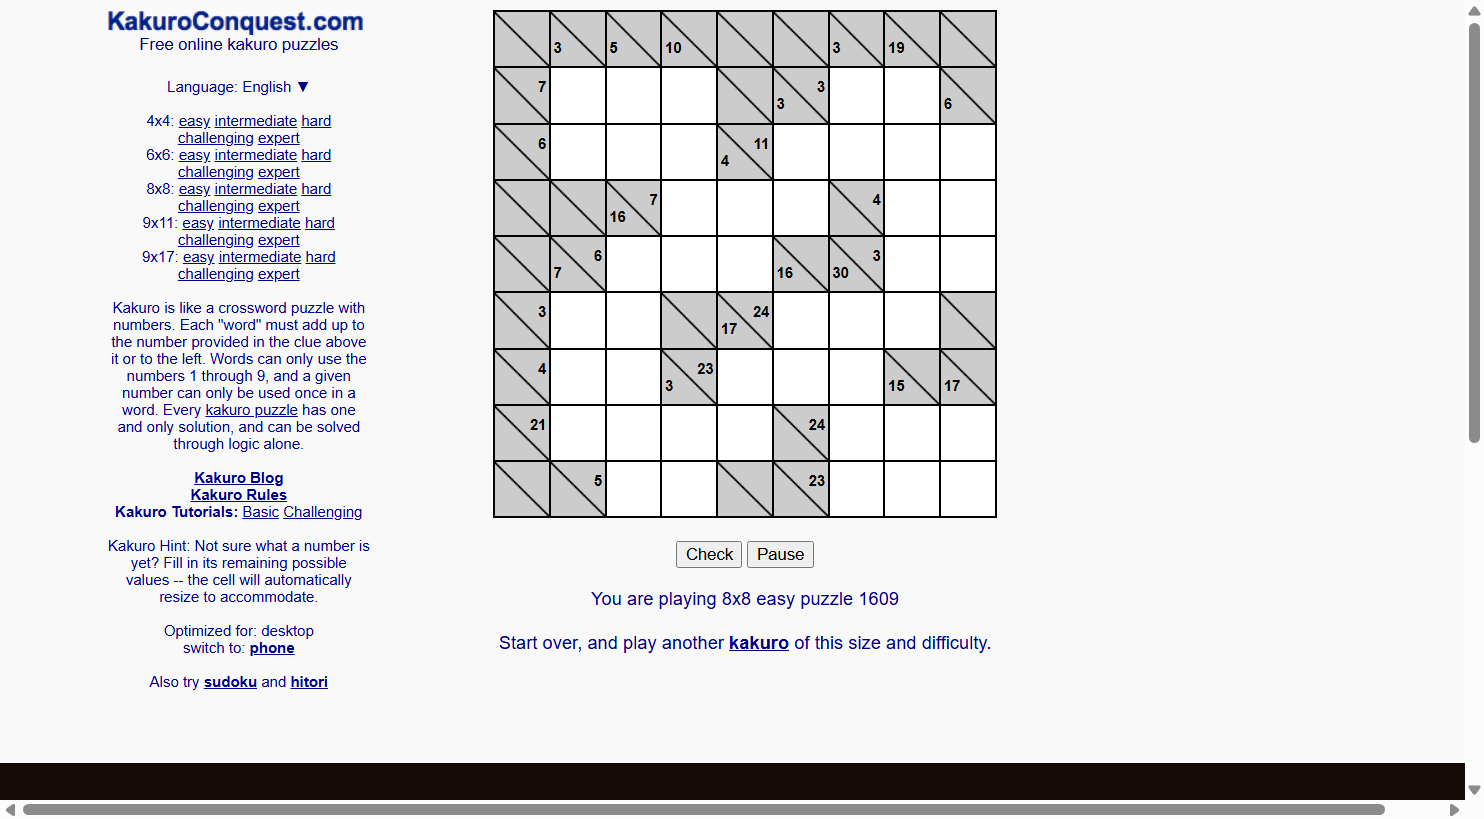 KakuroConquest.com
Free online kakuro puzzles
Language: English ▼
4x4: easy intermediate hard
challenging expert
6x6: easy intermediate hard
challenging expert
8x8: easy intermediate hard
challenging expert
9x11: easy intermediate hard
challenging expert
9x17: easy intermediate hard
challenging expert
Kakuro is like a crossword puzzle with
numbers. Each "word" must add up to
the number provided in the clue above
it or to the left. Words can only use the
numbers 1 through 9, and a given
number can only be used once in a
word. Every kakuro puzzle has one
and only solution, and can be solved
through logic alone.
Kakuro Blog
Kakuro Rules
Kakuro Tutorials: Basic Challenging
Kakuro Hint: Not sure what a number is
yet? Fill in its remaining possible
values -- the cell will automatically
resize to accommodate.
Optimized for: desktop
switch to: phone
Also try sudoku and hitori
3 5 10 3 19
7 3 3 6
6 11 4
7 16 4
6 7 16 30 3
3 24 17
4 23 3 15 17
21 24
5 23
Check Pause
You are playing 8x8 easy puzzle 1609
Start over, and play another kakuro of this size and difficulty.